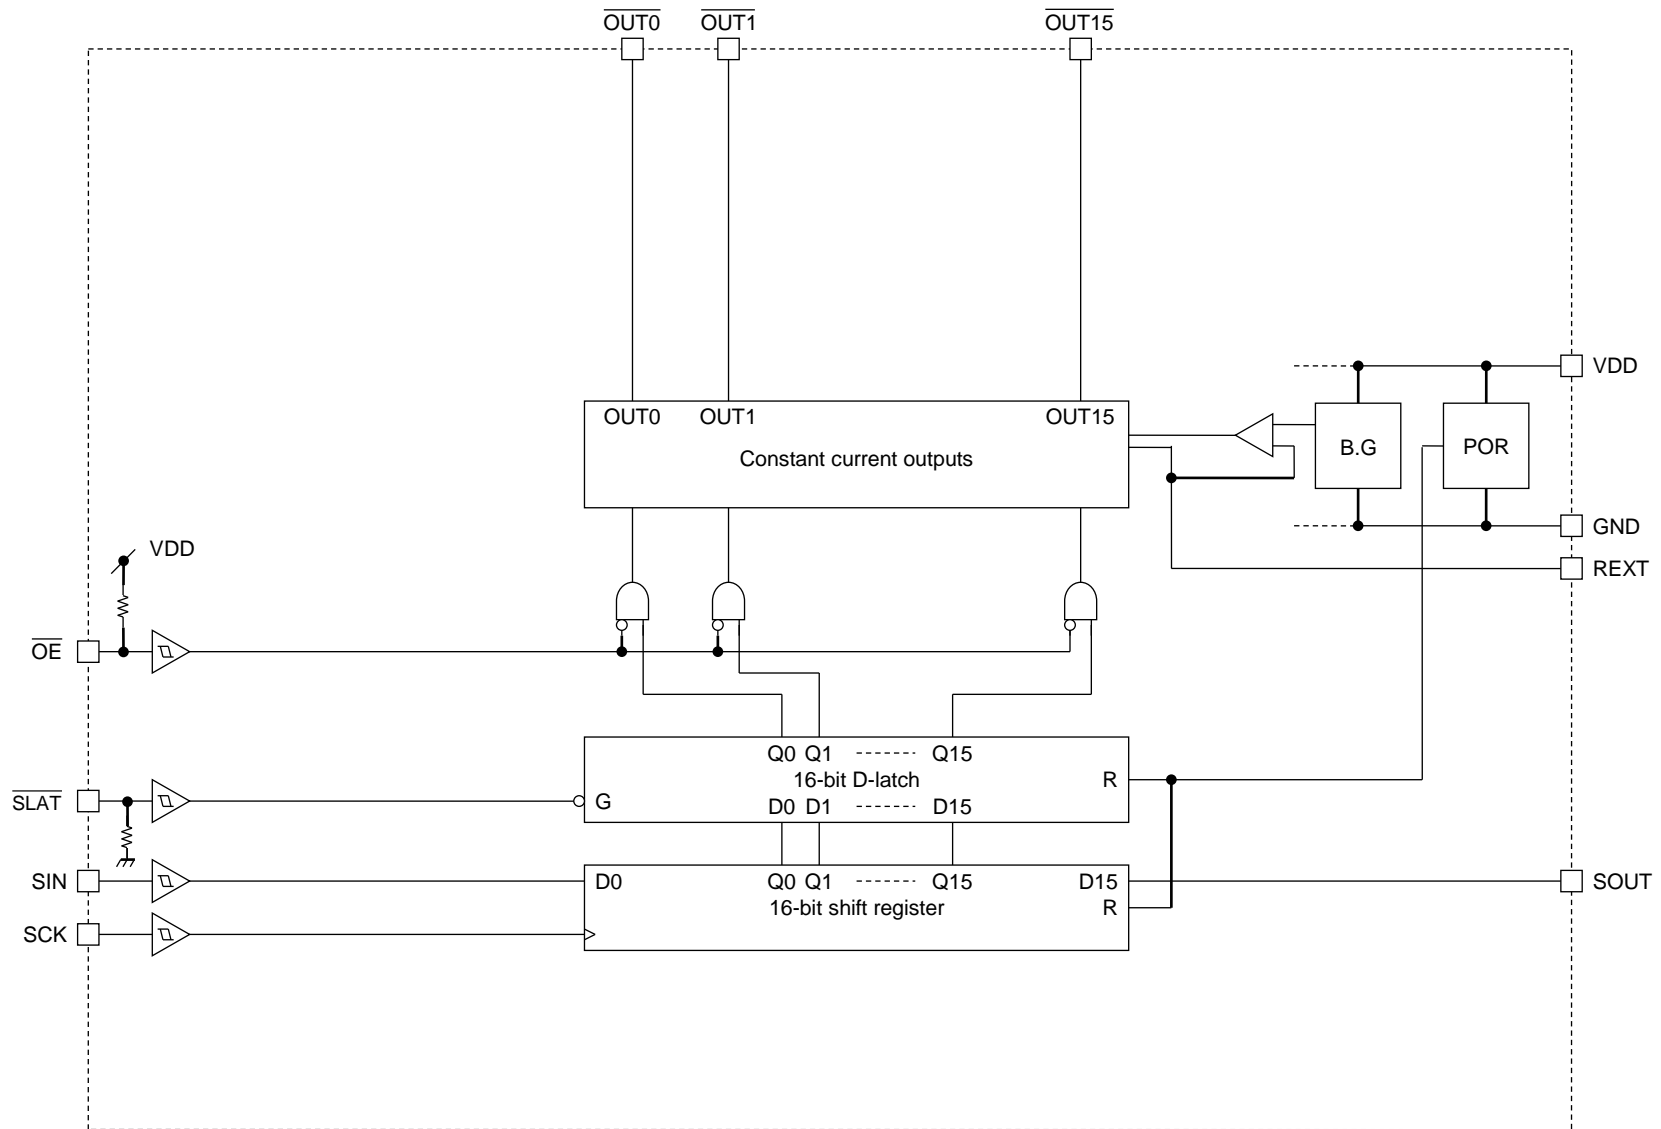 OUT0 OUT1 OUT15
VDD
OUT0 OUT1 OUT15
Constant current outputs
B.G
POR
GND
VDD
REXT
OE
Q0 Q1 Q15
16-bit D-latch
R
SLAT
G
D0 D1 D15
SIN
D0 Q0 Q1 Q15 D15
SOUT
16-bit shift register
R
SCK